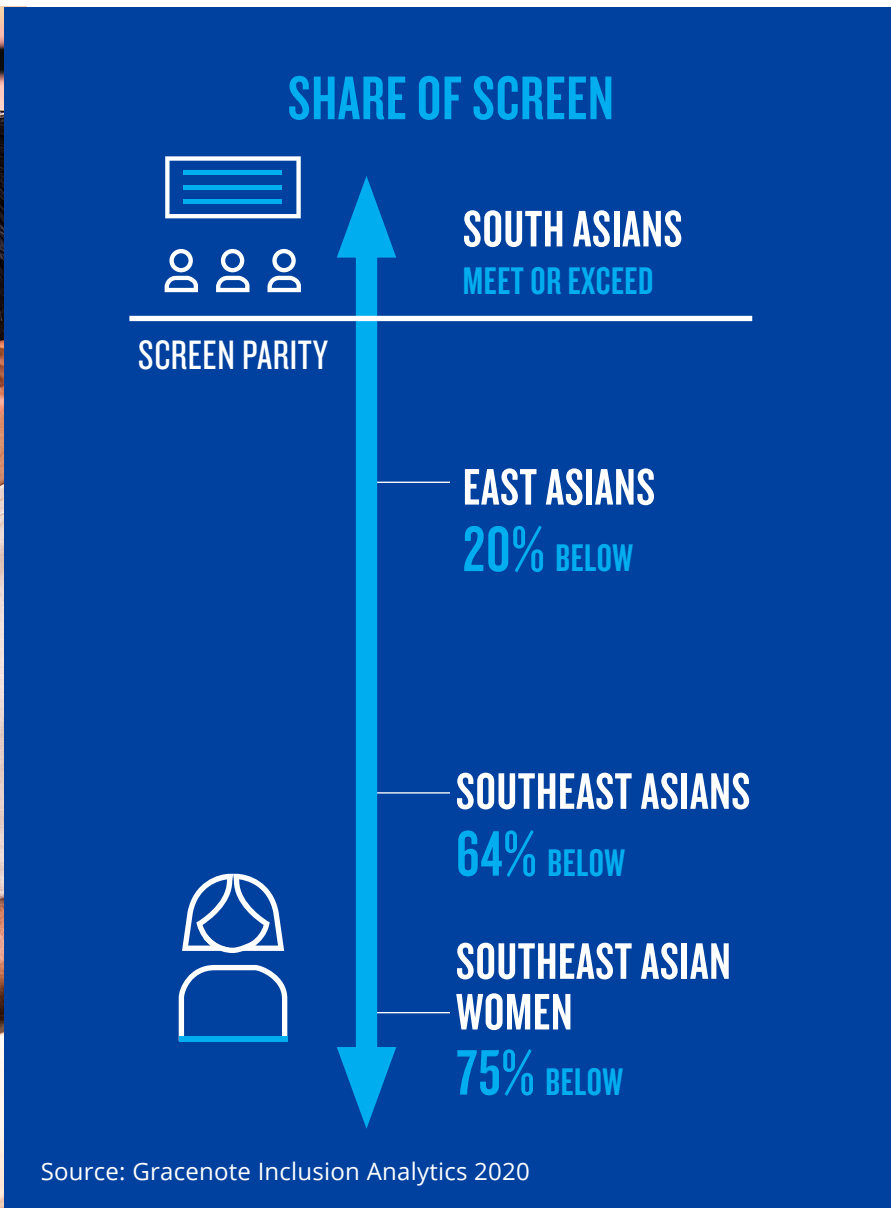 SHARE OF SCREEN
SOUTH ASIANS
MEET OR EXCEED
SCREEN PARITY
EAST ASIANS
20% BELOW
SOUTHEAST ASIANS
64% BELOW
SOUTHEAST ASIAN
WOMEN
75% BELOW
Source: Gracenote Inclusion Analytics 2020